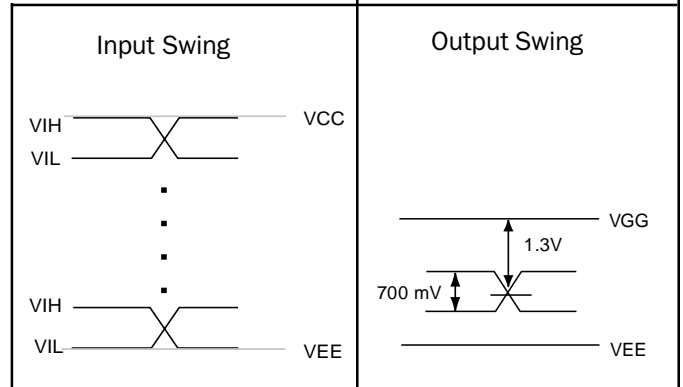 Input Swing
VIH
VCC
VIL
VIH
VIL
VEE
Output Swing
VGG
1.3V
700 mV
VEE